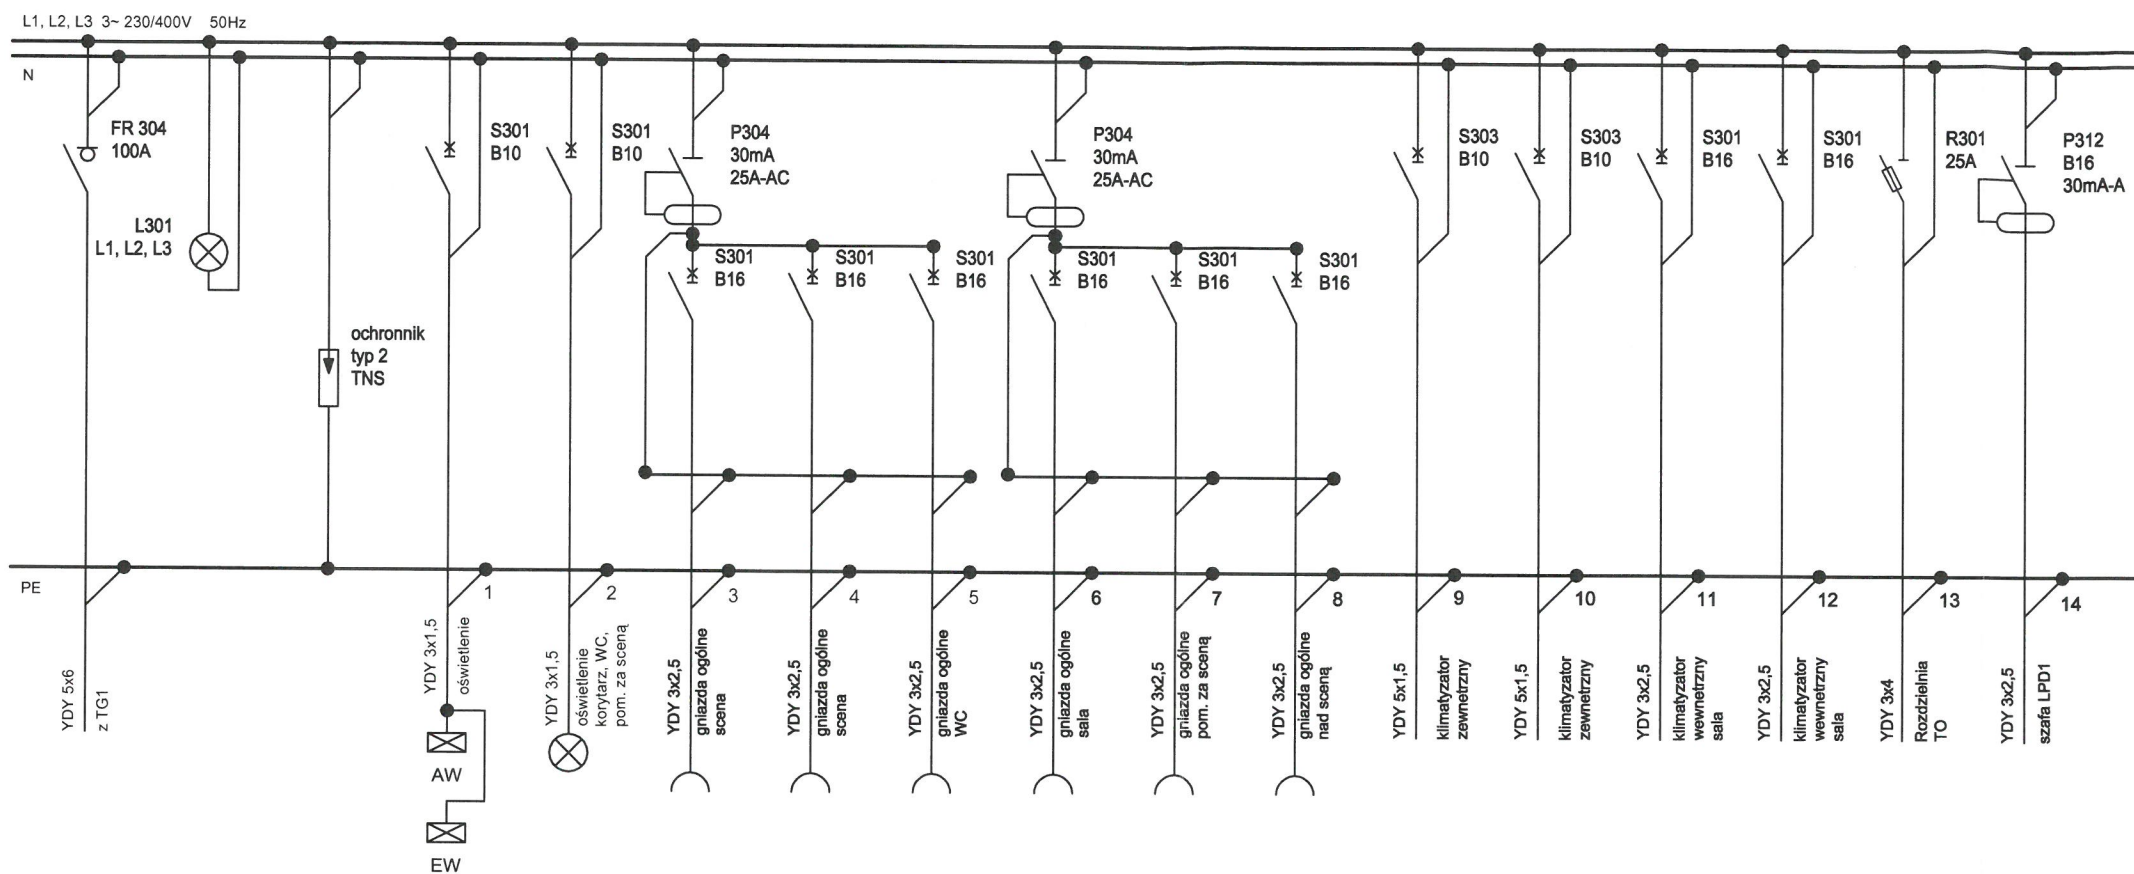 L1, L2, L3  3~ 230/400V    50Hz
N
FR 304
100A
L301
L1, L2, L3
ochronnik
typ 2
TNS
S301
B10
S301
B10
P304
30mA
25A-AC
S301
B16
S301
B16
S301
B16
P304
30mA
25A-AC
S301
B16
S301
B16
S301
B16
S303
B10
S303
B10
S301
B16
S301
B16
R301
25A
P312
B16
30mA-A
PE
1
2
3
4
5
6
7
8
9
10
11
12
13
14
YDY 5x6
z TG1
YDY 3x1,5
oświetlenie
AW
EW
YDY 3x1,5
oświetlenie
korytarz, WC,
pom. za sceną
YDY 3x2,5
gniazda ogólne
scena
YDY 3x2,5
gniazda ogólne
scena
YDY 3x2,5
gniazda ogólne
WC
YDY 3x2,5
gniazda ogólne
sala
YDY 3x2,5
gniazda ogólne
pom. za sceną
YDY 3x2,5
gniazda ogólne
nad sceną
YDY 5x1,5
klimatyzator
zewnetrzny
YDY 5x1,5
klimatyzator
zewnetrzny
YDY 3x2,5
klimatyzator
wewnetrzny
sala
YDY 3x2,5
klimatyzator
wewnetrzny
sala
YDY 3x4
Rozdzielnia
TO
YDY 3x2,5
szafa LPD1